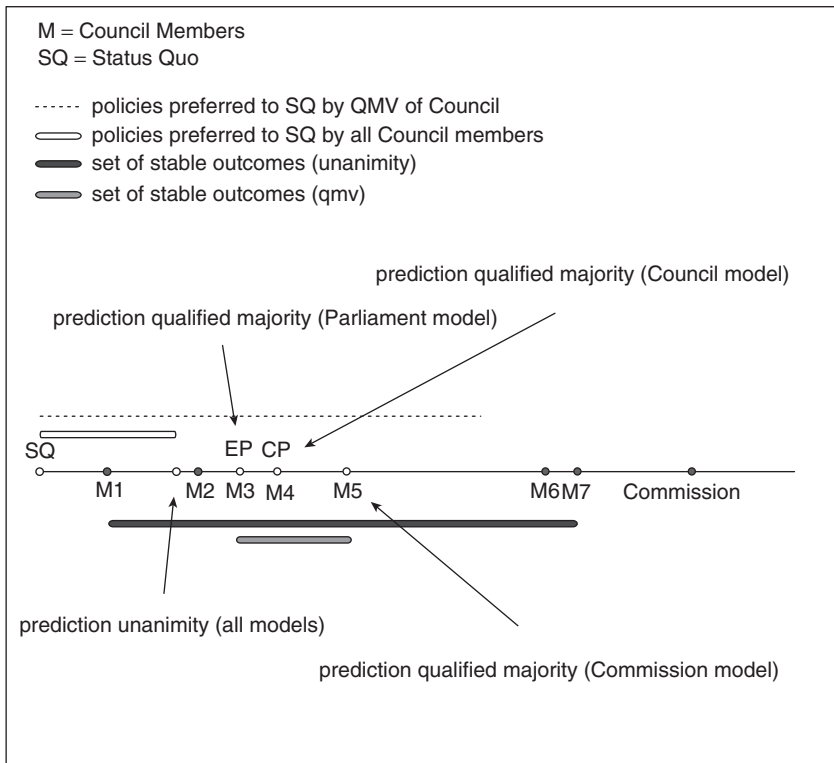 M = Council Members
SQ = Status Quo
policies preferred to SQ by QMV of Council
policies preferred to SQ by all Council members
set of stable outcomes (unanimity)
set of stable outcomes (qmv)
prediction qualified majority (Council model)
prediction qualified majority (Parliament model)
SQ EP CP
M1 M2 M3 M4 M5 M6 M7 Commission
prediction unanimity (all models)
prediction qualified majority (Commission model)